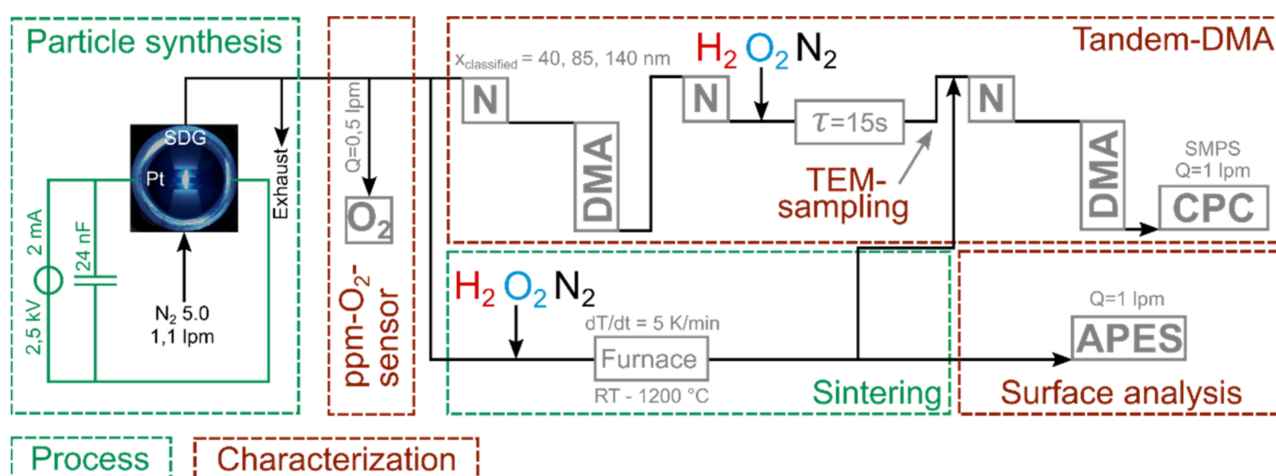 Particle synthesis
SDG
Pt
Exhaust
2 mA
24 nF
2,5 kV
N₂ 5.0
1,1 lpm
Q=0,5 lpm
O₂
ppm-O₂-
sensor
Tandem-DMA
xclassified = 40, 85, 140 nm
N
DMA
N
H₂ O₂ N₂
τ=15s
TEM-
sampling
N
DMA
SMPS
Q=1 lpm
CPC
H₂ O₂ N₂
dT/dt = 5 K/min
Furnace
RT - 1200 °C
Sintering
Q=1 lpm
APES
Surface analysis
Process
Characterization